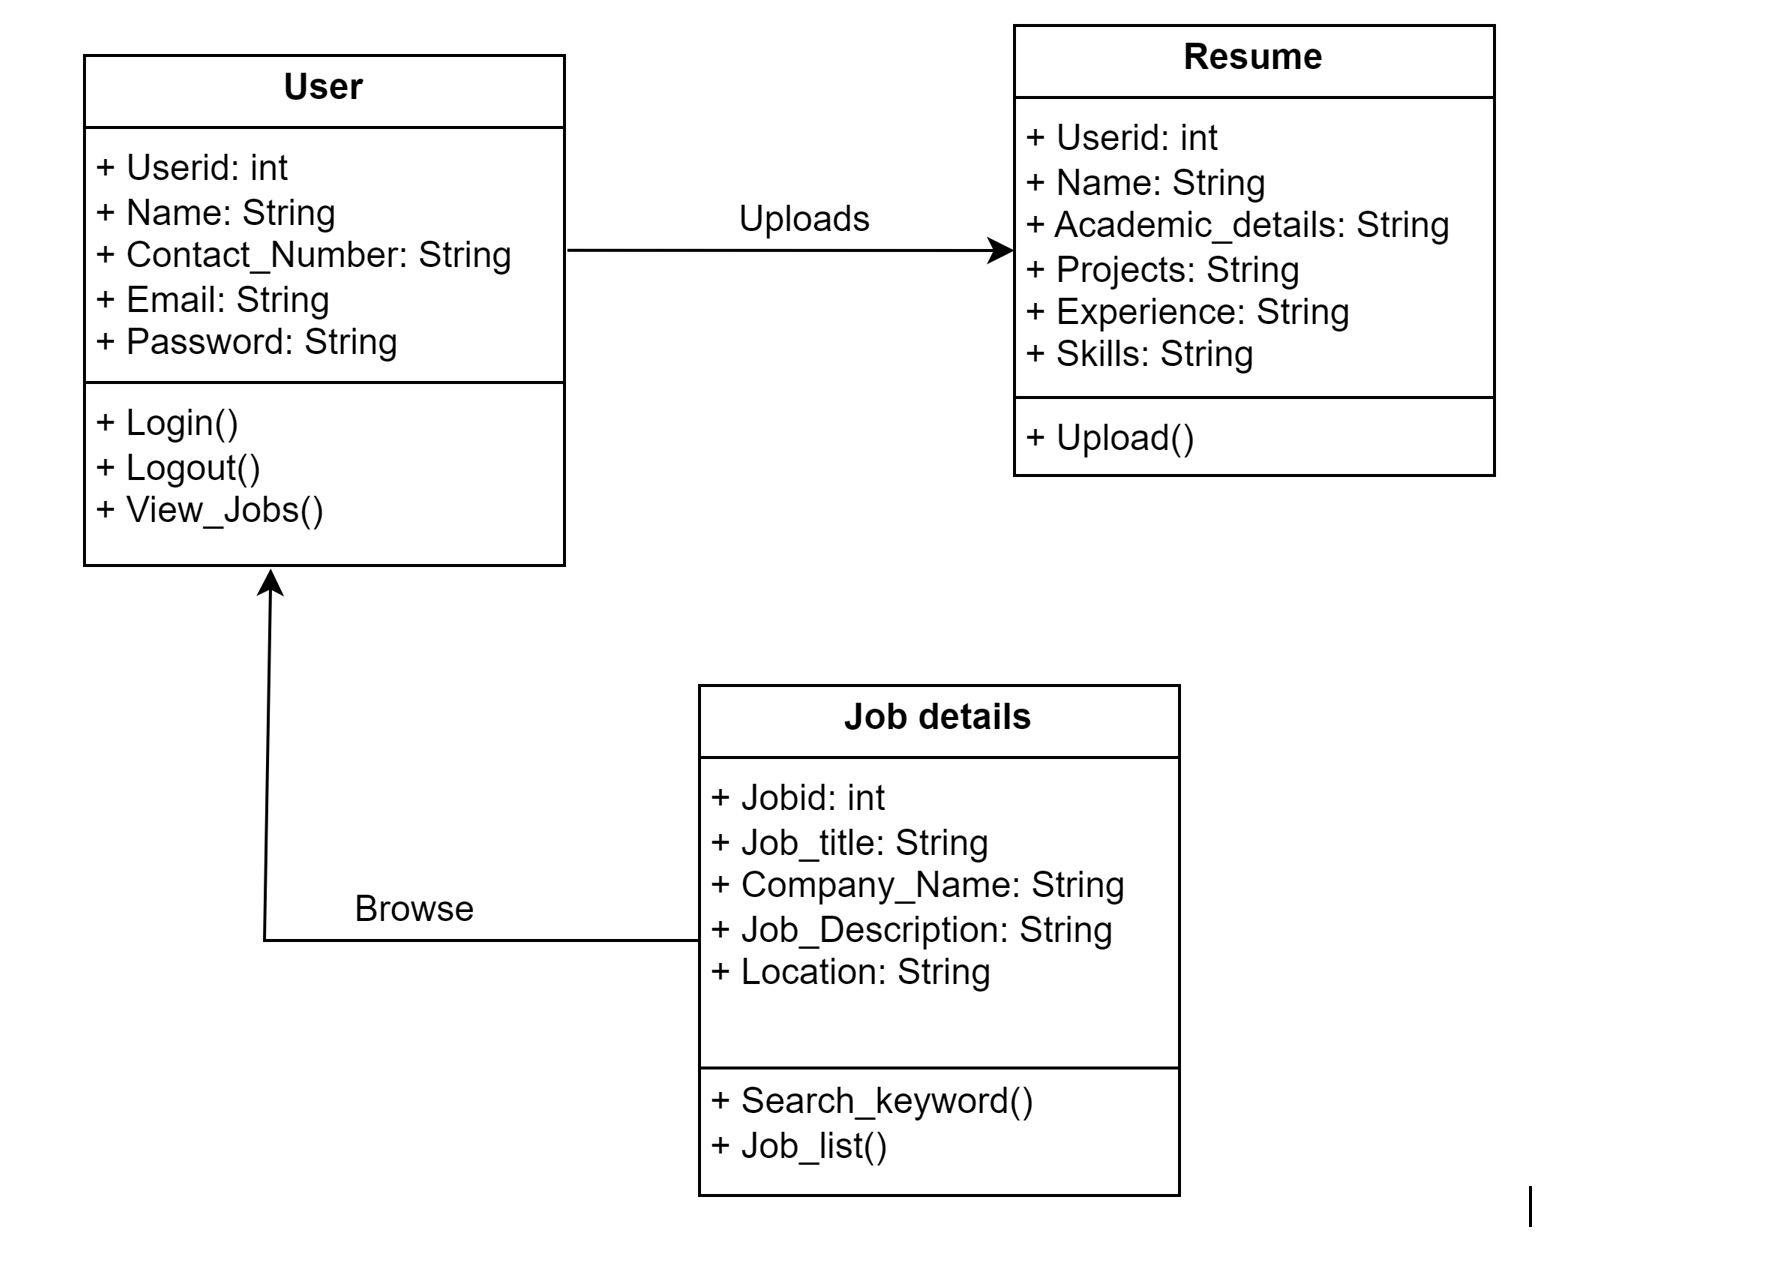 User
+ Userid: int
+ Name: String
+ Contact_Number: String
+ Email: String
+ Password: String
+ Login()
+ Logout()
+ View_Jobs()
Uploads
Resume
+ Userid: int
+ Name: String
+ Academic_details: String
+ Projects: String
+ Experience: String
+ Skills: String
+ Upload()
Browse
Job details
+ Jobid: int
+ Job_title: String
+ Company_Name: String
+ Job_Description: String
+ Location: String
+ Search_keyword()
+ Job_list()